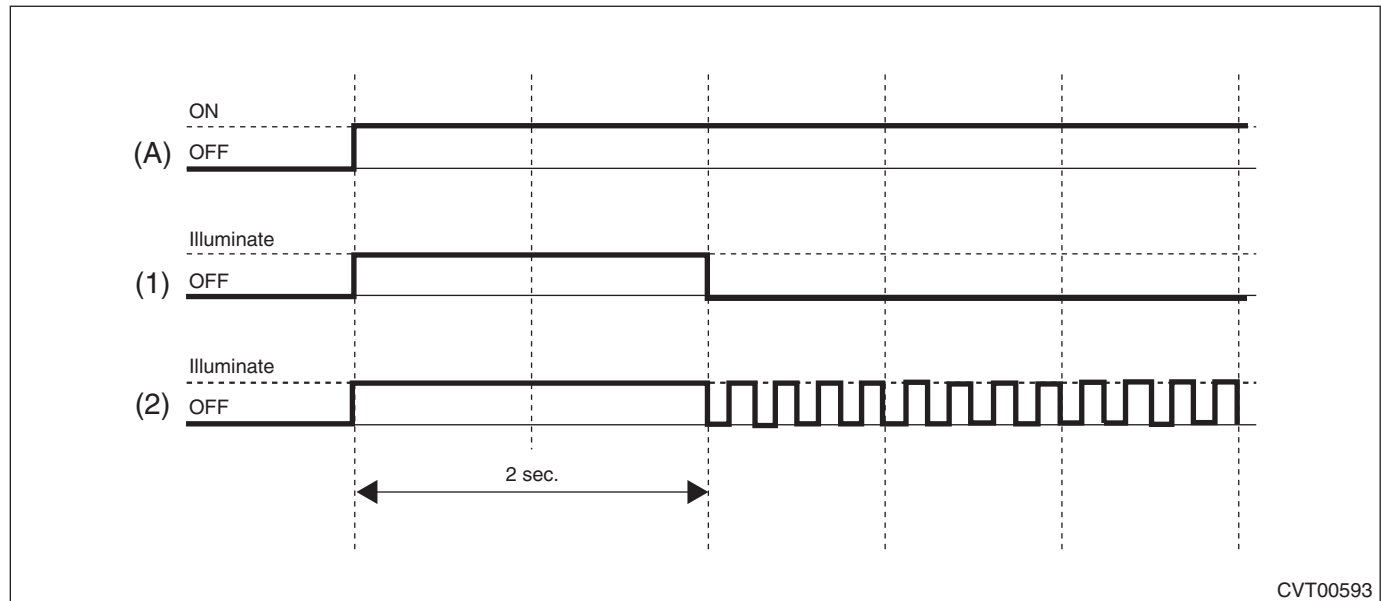 ON
(A) OFF
Illuminate
(1) OFF
Illuminate
(2) OFF
2 sec.
CVT00593